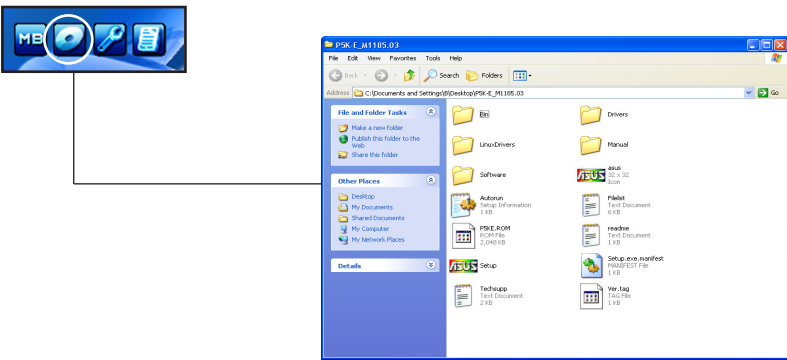 MB
P5K-E_M1185.03
File Edit View Favorites Tools Help
Back Search Folders
Address C:\Documents and Settings\B\Desktop\P5K-E_M1185.03 Go
File and Folder Tasks
Make a new folder
Publish this folder to the
Web
Share this folder
Other Places
Desktop
My Documents
Shared Documents
My Computer
My Network Places
Details
Bin
Drivers
LinuxDrivers
Manual
Software
ASUS
asus
32 x 32
Icon
Autorun
Setup Information
1 KB
Filelist
Text Document
6 KB
P5KE.ROM
ROM File
2,048 KB
readme
Text Document
1 KB
ASUS
Setup
Setup.exe.manifest
MANIFEST File
1 KB
Techsupp
Text Document
2 KB
Ver.tag
TAG File
1 KB